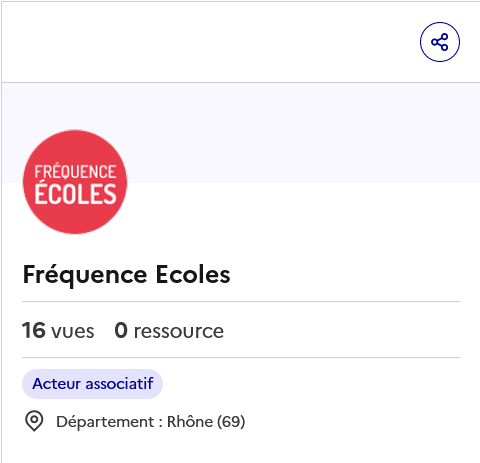 FRÉQUENCE
ÉCOLES
Fréquence Ecoles
16 vues 0 ressource
Acteur associatif
Département : Rhône (69)